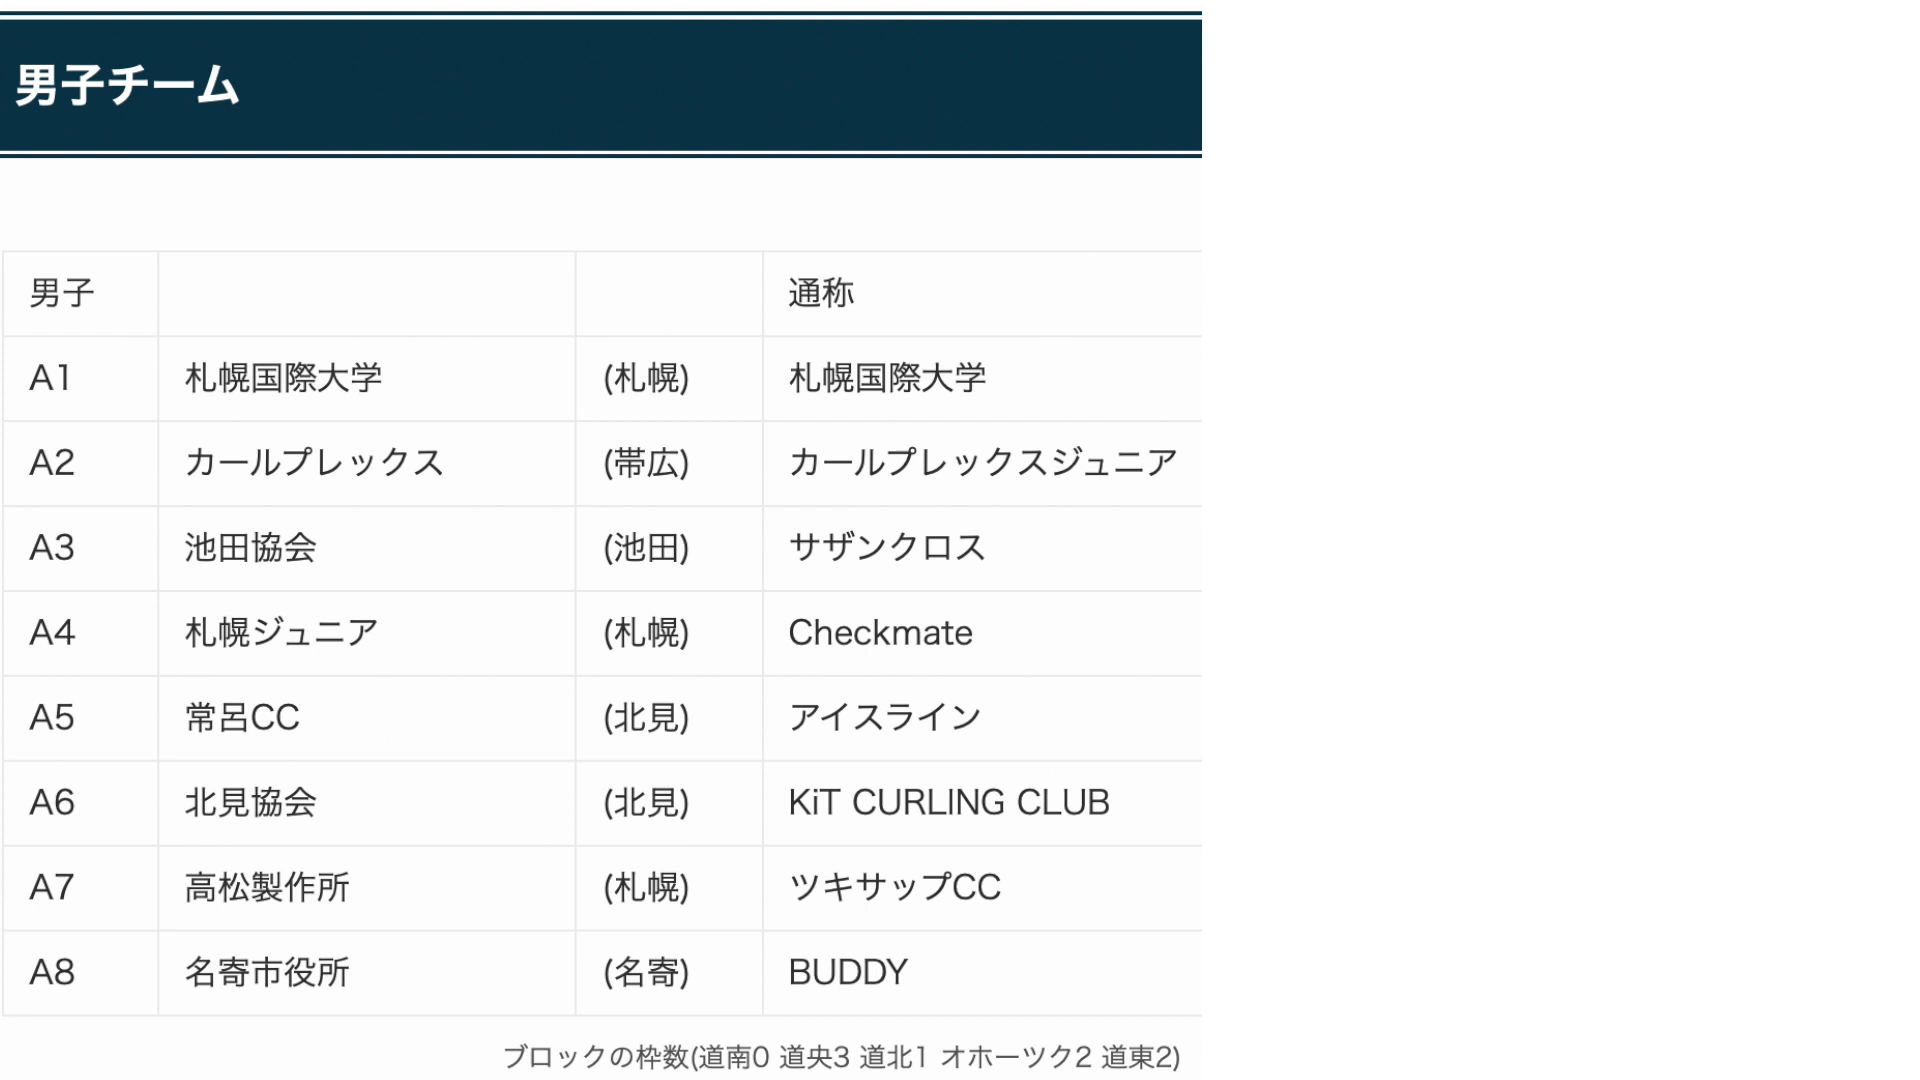 男子チーム
男子 通称
A1 札幌国際大学 (札幌) 札幌国際大学
A2 カールプレックス (帯広) カールプレックスジュニア
A3 池田協会 (池田) サザンクロス
A4 札幌ジュニア (札幌) Checkmate
A5 常呂CC (北見) アイスライン
A6 北見協会 (北見) KiT CURLING CLUB
A7 高松製作所 (札幌) ツキサップCC
A8 名寄市役所 (名寄) BUDDY
ブロックの枠数(道南0 道央3 道北1 オホーツク2 道東2)